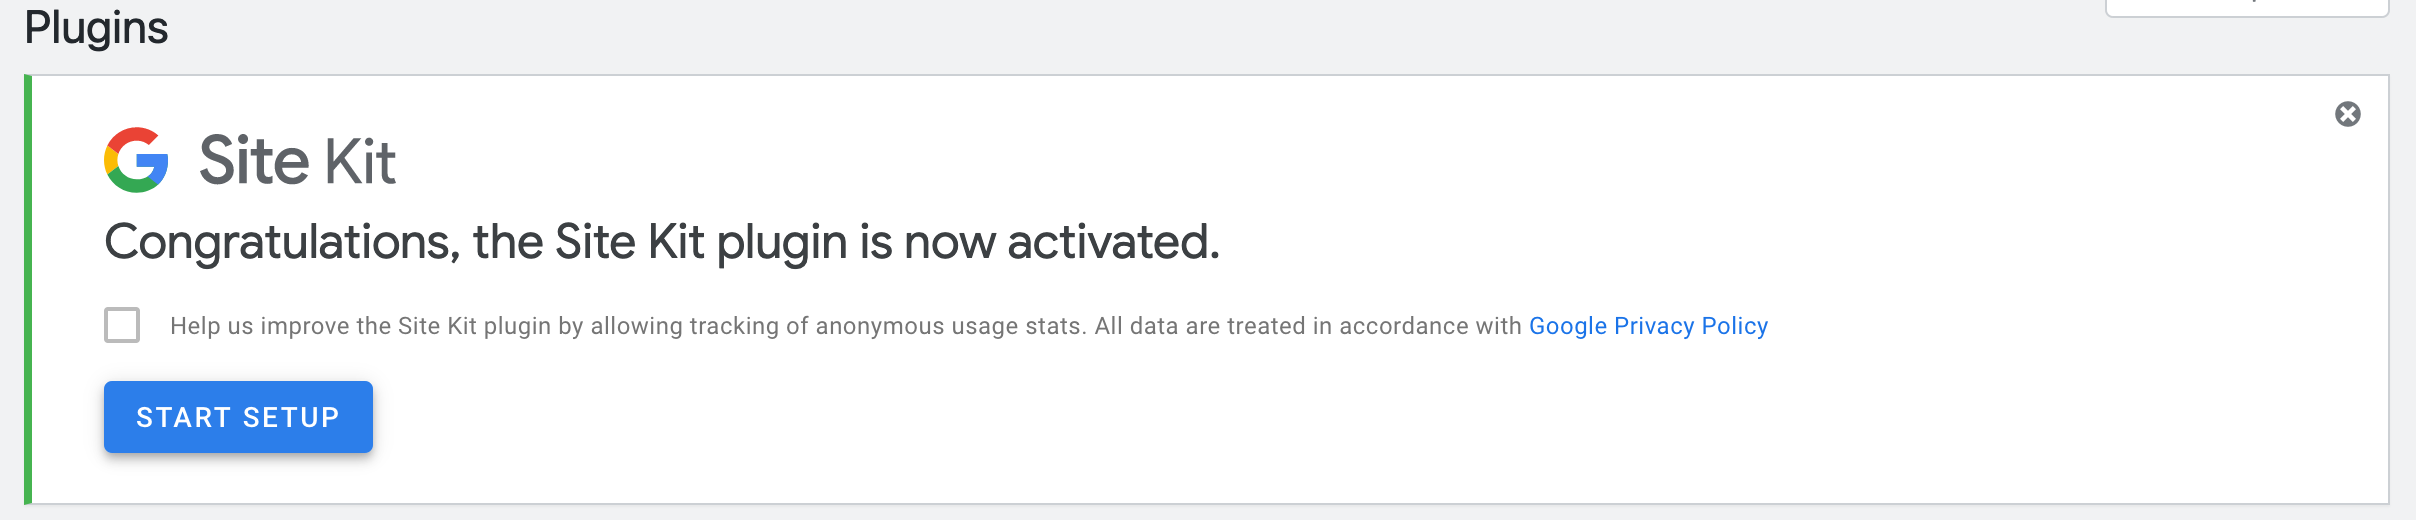 Plugins
Site Kit
Congratulations, the Site Kit plugin is now activated.
Help us improve the Site Kit plugin by allowing tracking of anonymous usage stats. All data are treated in accordance with Google Privacy Policy
START SETUP